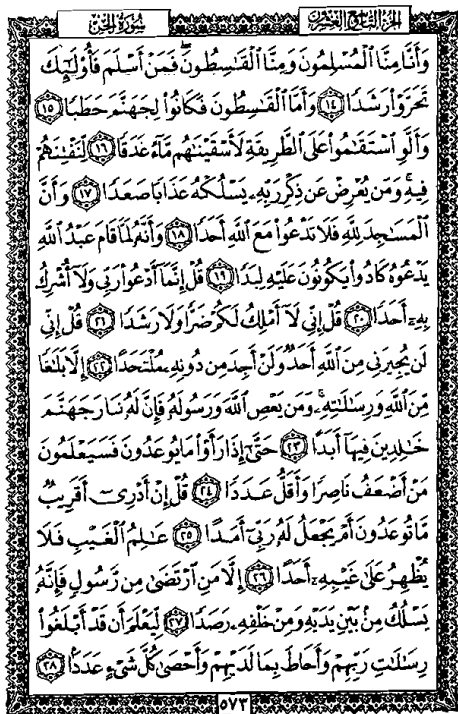 الجزء التاسع والعشرون
سورة الجن
وَأَنَّا مِنَّا ٱلْمُسْلِمُونَ وَمِنَّا ٱلْقَٰسِطُونَ ۖ فَمَنْ أَسْلَمَ فَأُو۟لَٰٓئِكَ
تَحَرَّوْا۟ رَشَدًا ١٤ وَأَمَّا ٱلْقَٰسِطُونَ فَكَانُوا۟ لِجَهَنَّمَ حَطَبًا ١٥
وَأَلَّوِ ٱسْتَقَٰمُوا۟ عَلَى ٱلطَّرِيقَةِ لَأَسْقَيْنَٰهُم مَّآءً غَدَقًا ١٦ لِّنَفْتِنَهُمْ
فِيهِ ۚ وَمَن يُعْرِضْ عَن ذِكْرِ رَبِّهِۦ يَسْلُكْهُ عَذَابًا صَعَدًا ١٧ وَأَنَّ
ٱلْمَسَٰجِدَ لِلَّهِ فَلَا تَدْعُوا۟ مَعَ ٱللَّهِ أَحَدًا ١٨ وَأَنَّهُۥ لَمَّا قَامَ عَبْدُ ٱللَّهِ
يَدْعُوهُ كَادُوا۟ يَكُونُونَ عَلَيْهِ لِبَدًا ١٩ قُلْ إِنَّمَآ أَدْعُوا۟ رَبِّى وَلَآ أُشْرِكُ
بِهِۦٓ أَحَدًا ٢٠ قُلْ إِنِّى لَآ أَمْلِكُ لَكُمْ ضَرًّا وَلَا رَشَدًا ٢١ قُلْ إِنِّى
لَن يُجِيرَنِى مِنَ ٱللَّهِ أَحَدٌ وَلَنْ أَجِدَ مِن دُونِهِۦ مُلْتَحَدًا ٢٢ إِلَّا بَلَٰغًا
مِّنَ ٱللَّهِ وَرِسَٰلَٰتِهِۦ ۚ وَمَن يَعْصِ ٱللَّهَ وَرَسُولَهُۥ فَإِنَّ لَهُۥ نَارَ جَهَنَّمَ
خَٰلِدِينَ فِيهَآ أَبَدًا ٢٣ حَتَّىٰٓ إِذَا رَأَوْا۟ مَا يُوعَدُونَ فَسَيَعْلَمُونَ
مَنْ أَضْعَفُ نَاصِرًا وَأَقَلُّ عَدَدًا ٢٤ قُلْ إِنْ أَدْرِىٓ أَقَرِيبٌ
مَّا تُوعَدُونَ أَمْ يَجْعَلُ لَهُۥ رَبِّىٓ أَمَدًا ٢٥ عَٰلِمُ ٱلْغَيْبِ فَلَا
يُظْهِرُ عَلَىٰ غَيْبِهِۦٓ أَحَدًا ٢٦ إِلَّا مَنِ ٱرْتَضَىٰ مِن رَّسُولٍ فَإِنَّهُۥ
يَسْلُكُ مِنۢ بَيْنِ يَدَيْهِ وَمِنْ خَلْفِهِۦ رَصَدًا ٢٧ لِّيَعْلَمَ أَن قَدْ أَبْلَغُوا۟
رِسَٰلَٰتِ رَبِّهِمْ وَأَحَاطَ بِمَا لَدَيْهِمْ وَأَحْصَىٰ كُلَّ شَىْءٍ عَدَدًۢا ٢٨
٥٧٣